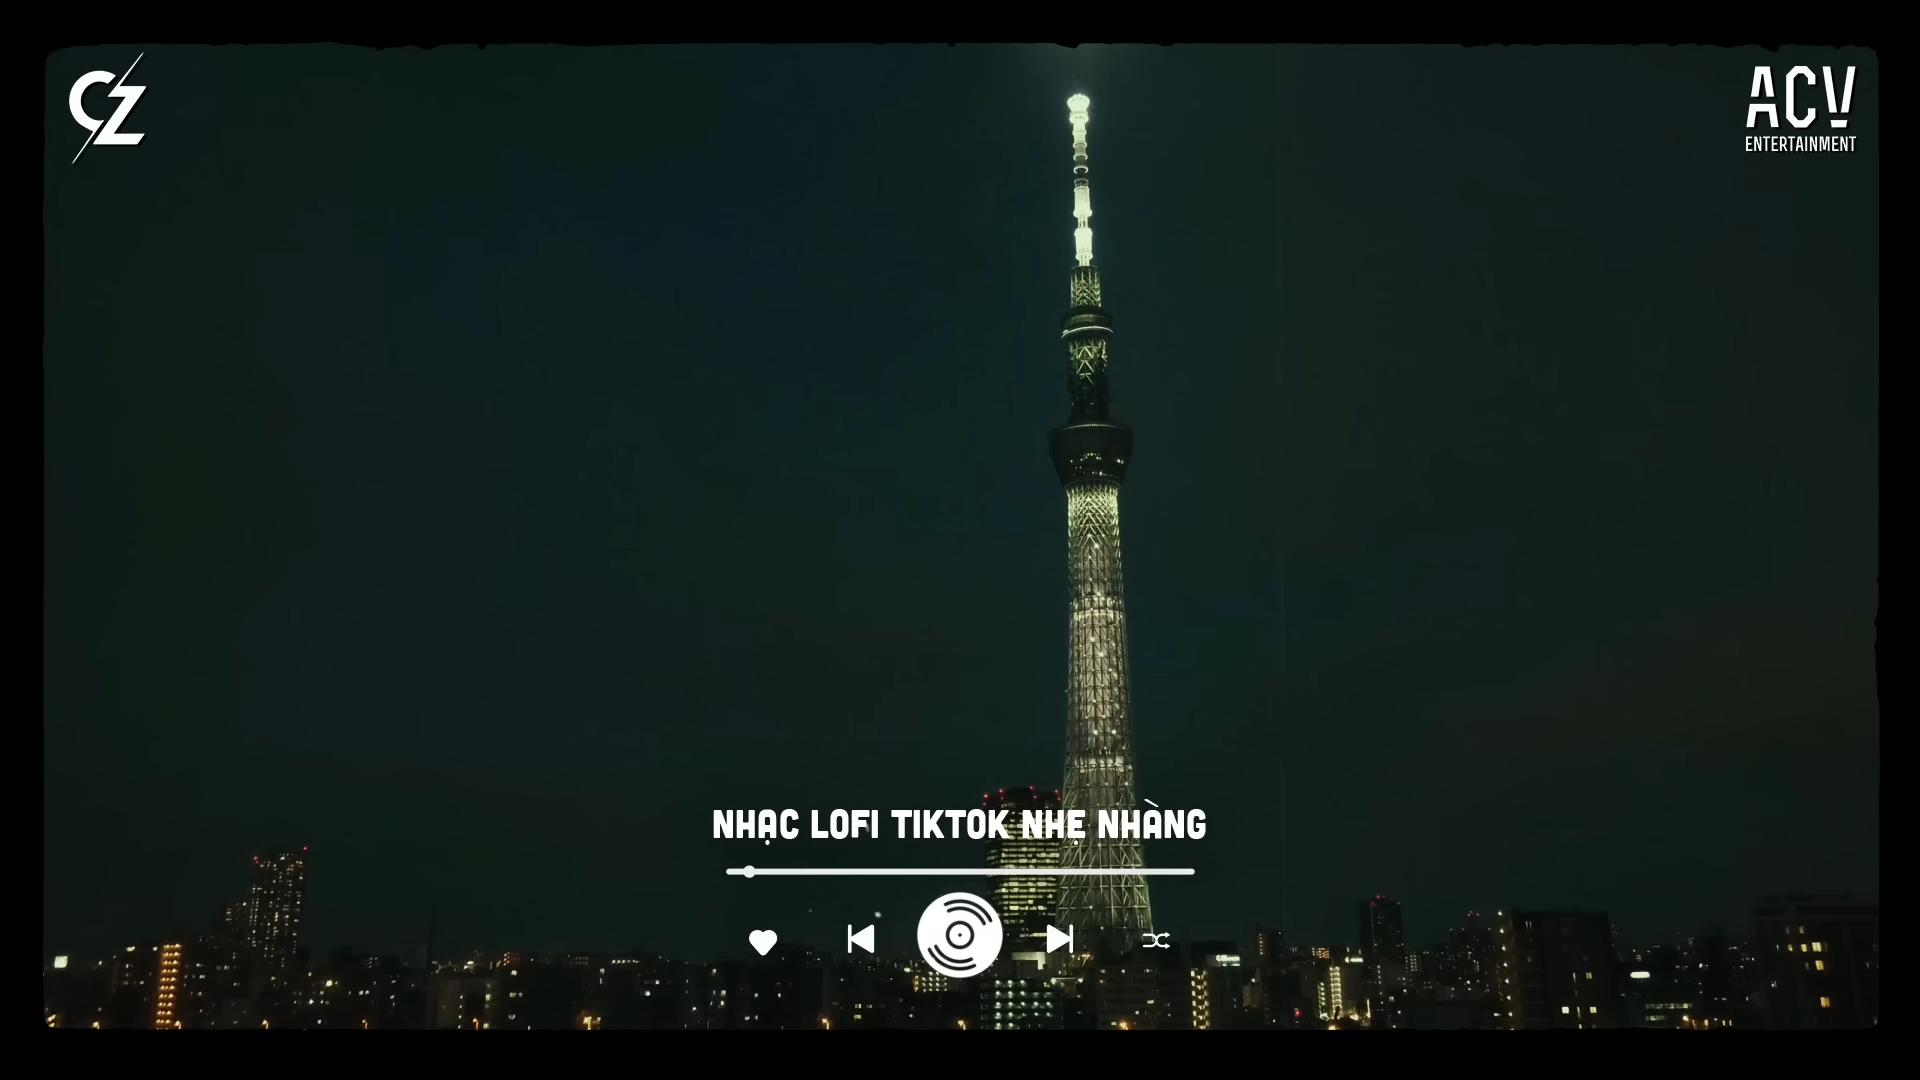 CZ
ACV
ENTERTAINMENT
NHẠC LOFI TIKTOK NHẸ NHÀNG